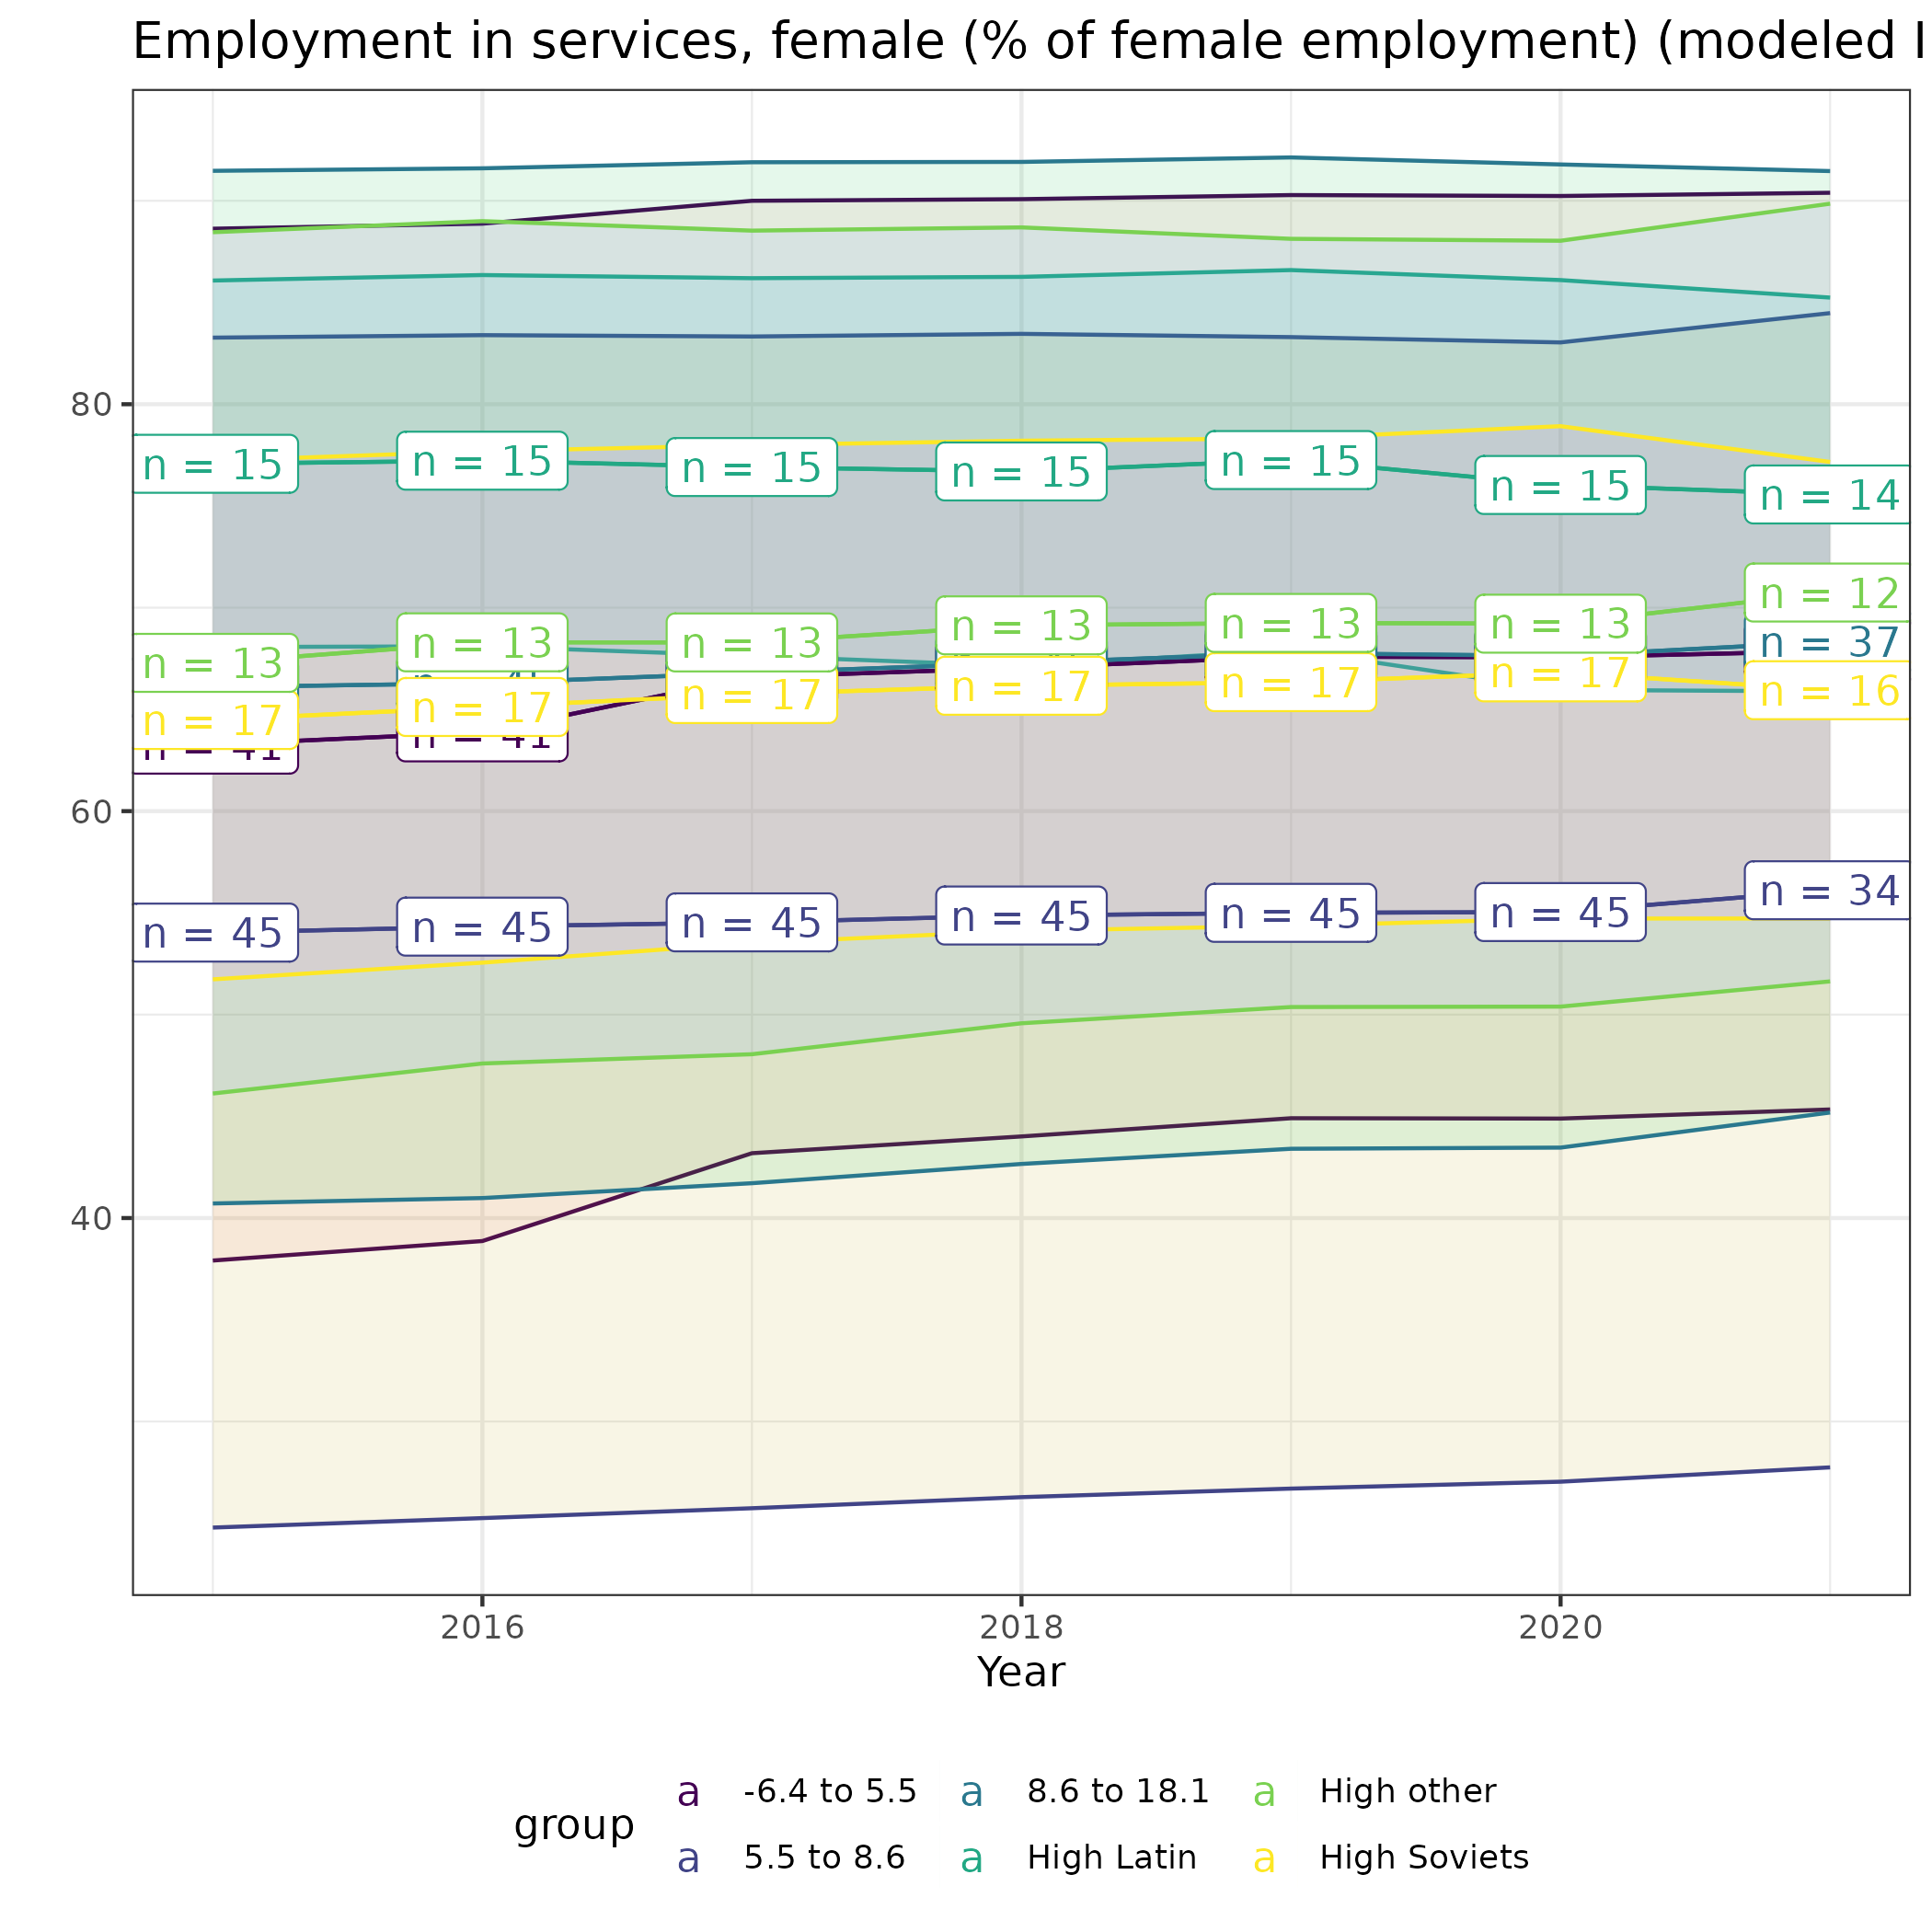 Employment in services, female (% of female employment) (modeled I
80
60
40
n = 15 n = 15 n = 15 n = 15 n = 15 n = 15 n = 14
n = 13 n = 13 n = 13 n = 13 n = 13 n = 13 n = 12
n = 37
n = 17 n = 17 n = 17 n = 17 n = 17 n = 17 n = 16
n = 41 n = 41
n = 45 n = 45 n = 45 n = 45 n = 45 n = 45 n = 34
2016 2018 2020
Year
group
a -6.4 to 5.5 a 8.6 to 18.1 a High other
a 5.5 to 8.6 a High Latin a High Soviets